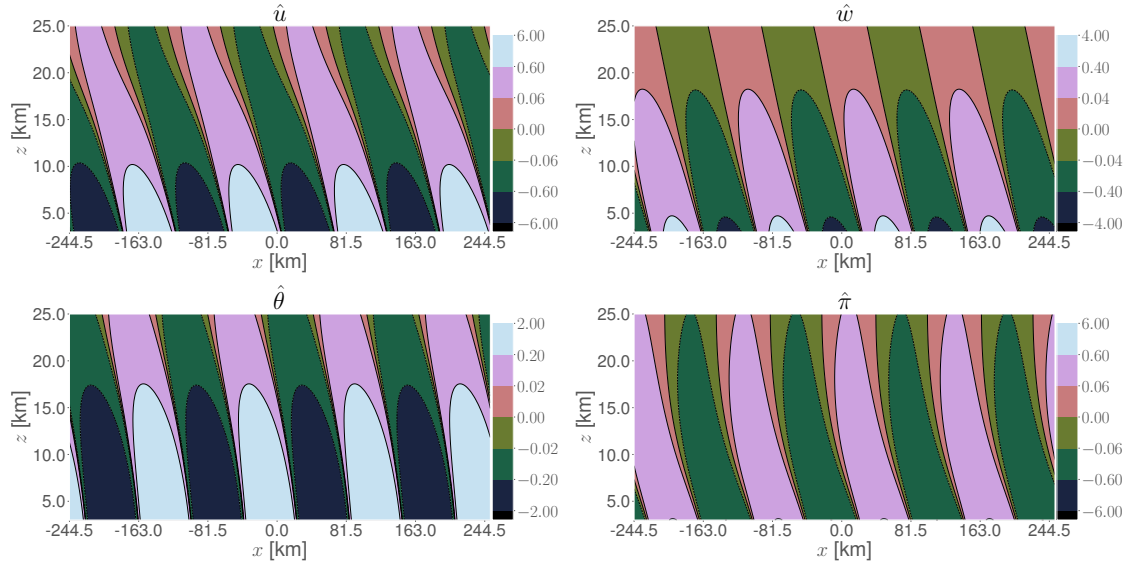 û ŵ
25.0 6.00 25.0 4.00
20.0 0.60 20.0 0.40
z [km] 15.0 0.06 z [km] 15.0 0.04
0.00 0.00
10.0 −0.06 10.0 −0.04
5.0 −0.60 5.0 −0.40
−6.00 −4.00
-244.5 -163.0 -81.5 0.0 81.5 163.0 244.5 -244.5 -163.0 -81.5 0.0 81.5 163.0 244.5
x [km] x [km]
θ̂ π̂
25.0 2.00 25.0 6.00
20.0 0.20 20.0 0.60
z [km] 15.0 0.02 z [km] 15.0 0.06
0.00 0.00
10.0 −0.02 10.0 −0.06
5.0 −0.20 5.0 −0.60
−2.00 −6.00
-244.5 -163.0 -81.5 0.0 81.5 163.0 244.5 -244.5 -163.0 -81.5 0.0 81.5 163.0 244.5
x [km] x [km]